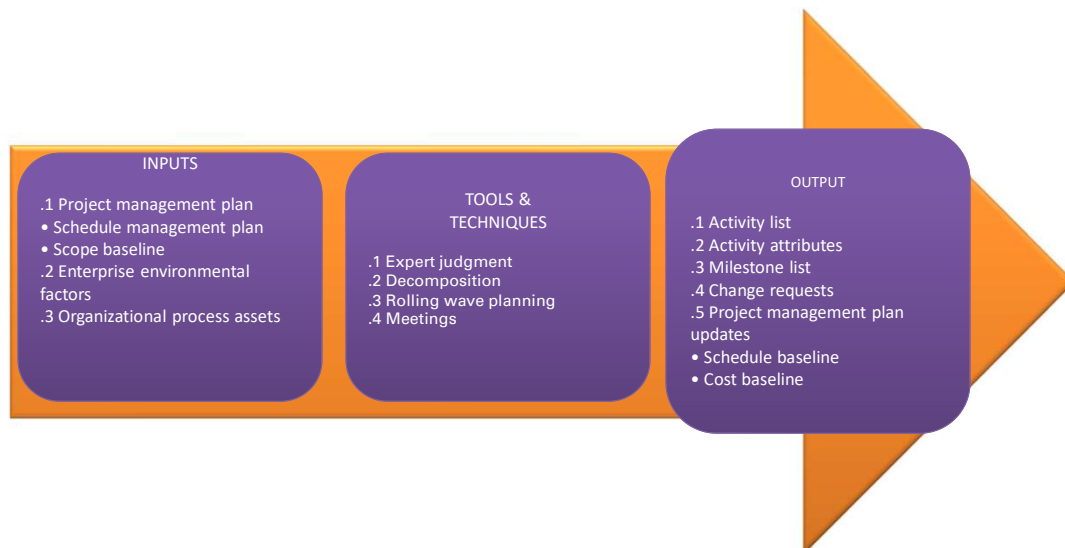 INPUTS
.1 Project management plan
• Schedule management plan
• Scope baseline
.2 Enterprise environmental
factors
.3 Organizational process assets
TOOLS &
TECHNIQUES
.1 Expert judgment
.2 Decomposition
.3 Rolling wave planning
.4 Meetings
OUTPUT
.1 Activity list
.2 Activity attributes
.3 Milestone list
.4 Change requests
.5 Project management plan
updates
• Schedule baseline
• Cost baseline